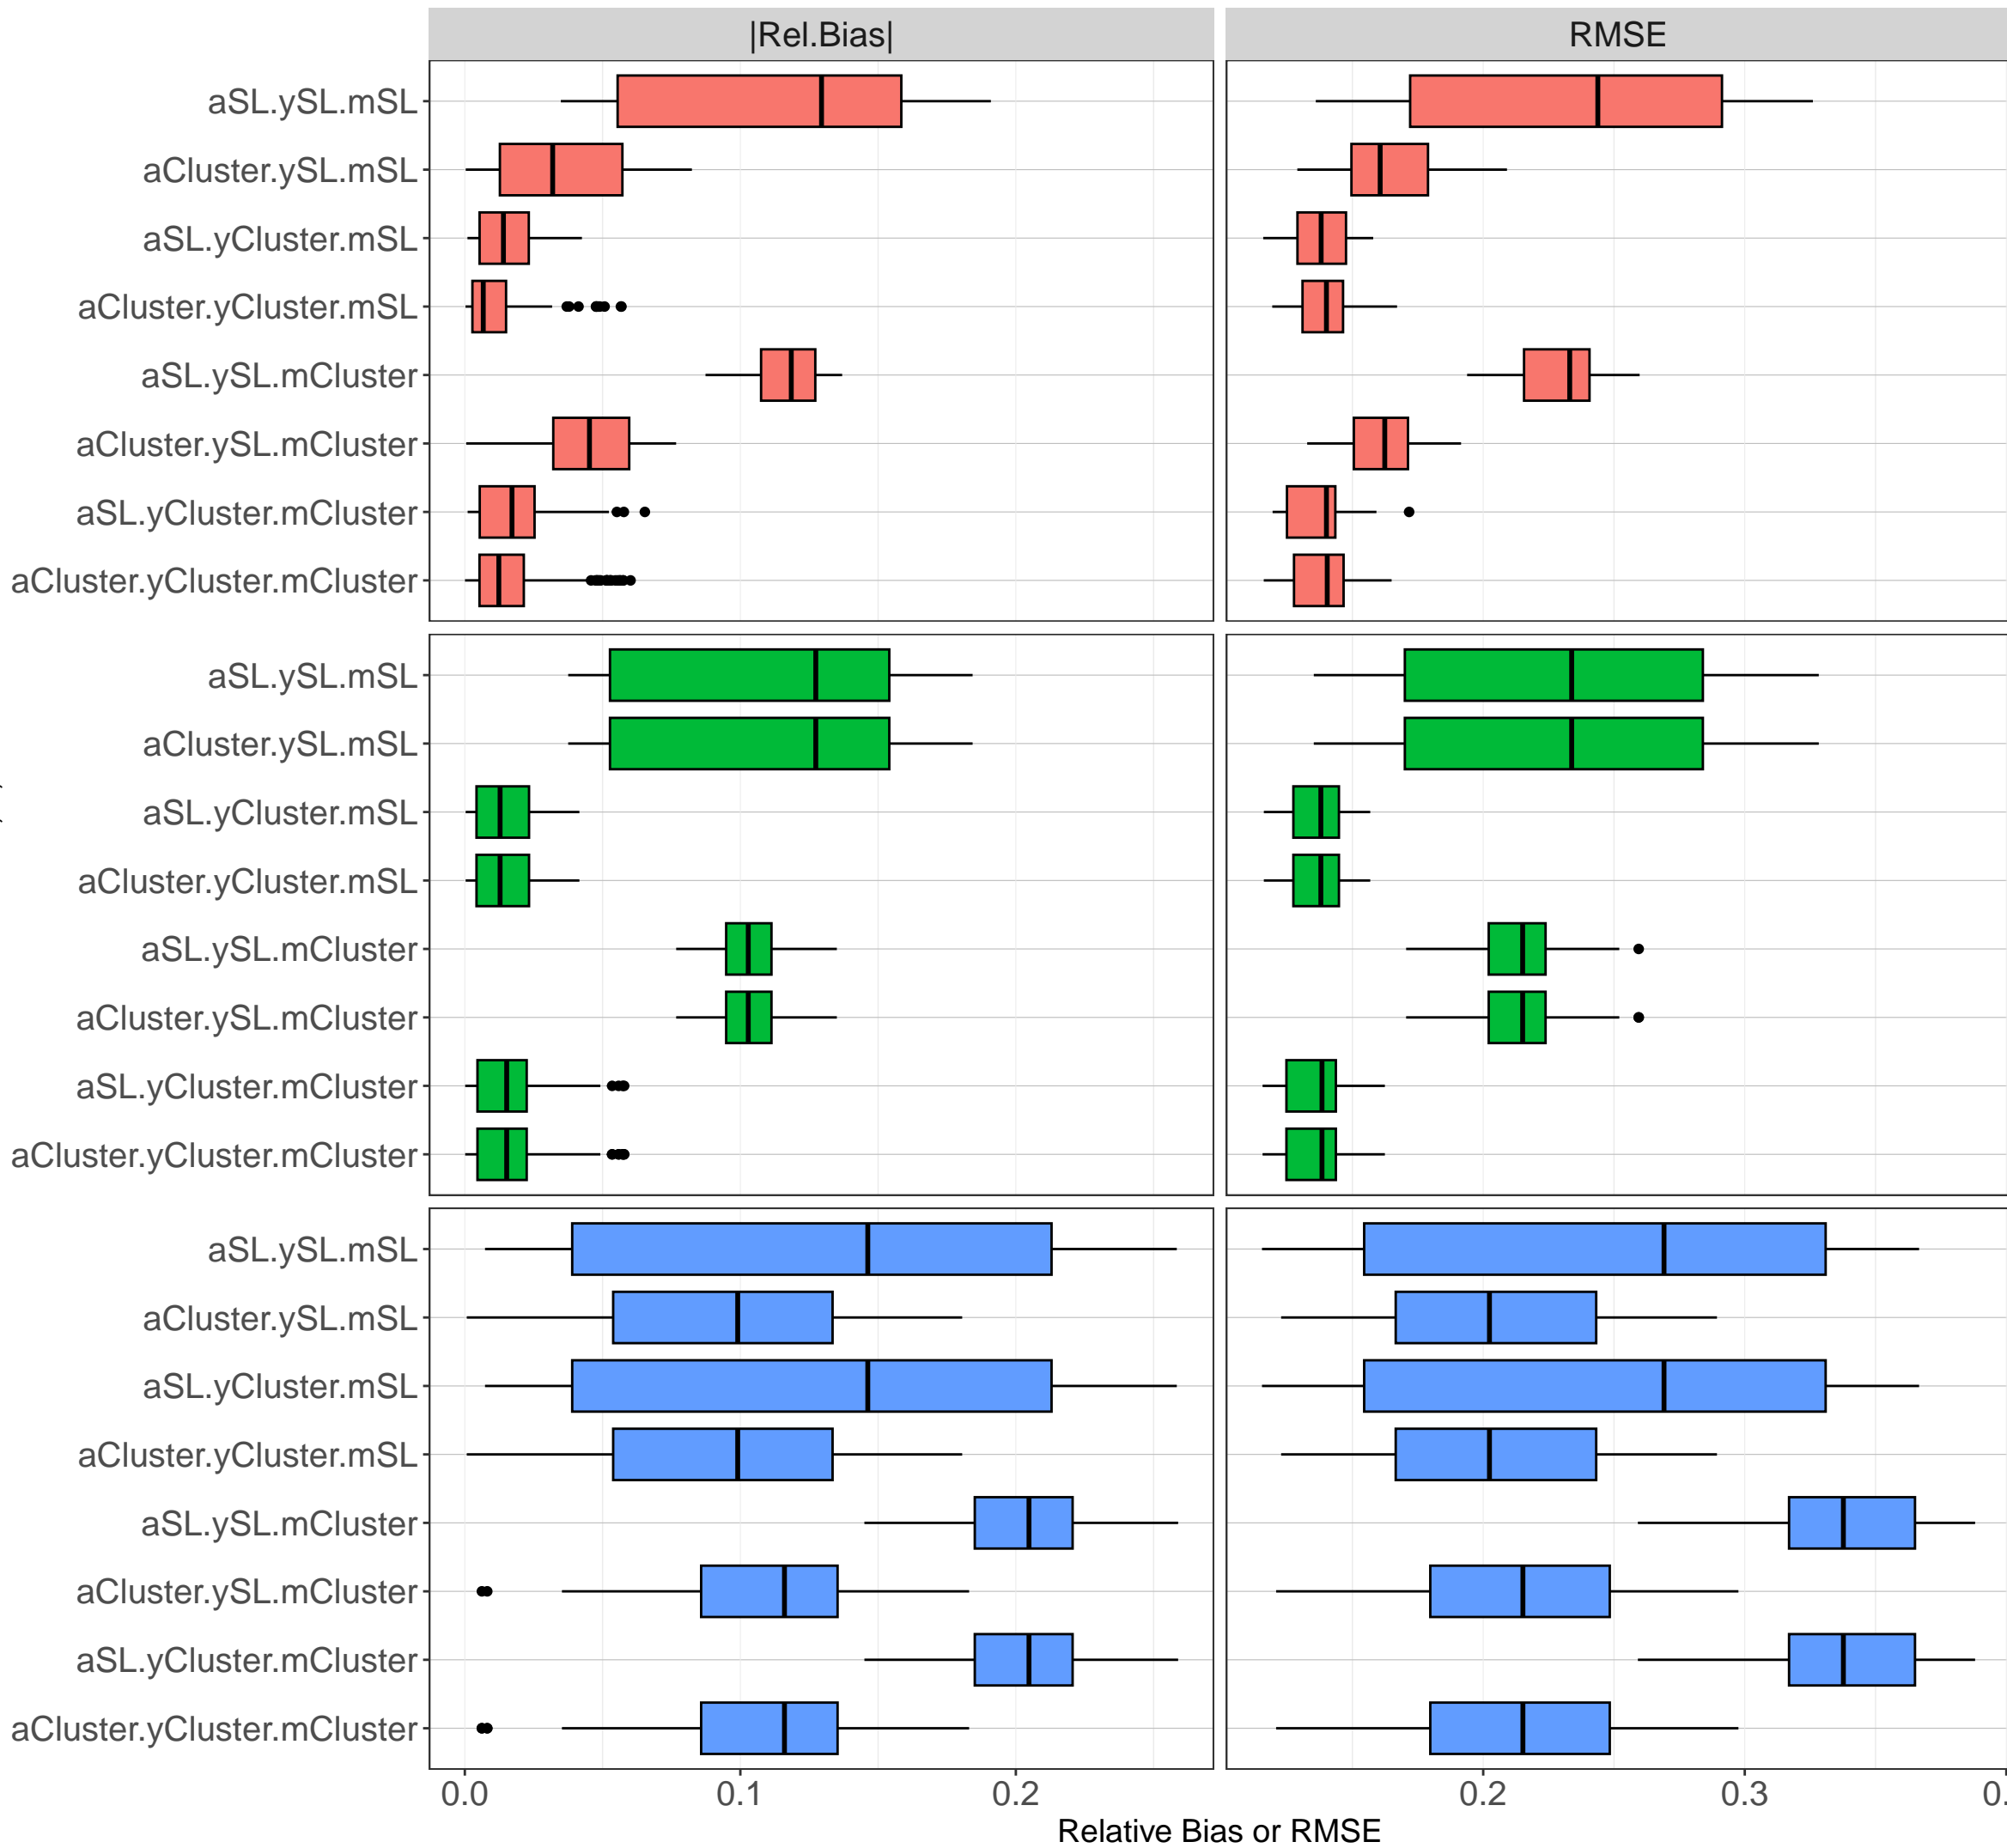 |Rel.Bias| RMSE
aSL.ySL.mSL
aCluster.ySL.mSL
aSL.yCluster.mSL
aCluster.yCluster.mSL
aSL.ySL.mCluster
aCluster.ySL.mCluster
aSL.yCluster.mCluster
aCluster.yCluster.mCluster
aSL.ySL.mSL
aCluster.ySL.mSL
aSL.yCluster.mSL
aCluster.yCluster.mSL
aSL.ySL.mCluster
aCluster.ySL.mCluster
aSL.yCluster.mCluster
aCluster.yCluster.mCluster
aSL.ySL.mSL
aCluster.ySL.mSL
aSL.yCluster.mSL
aCluster.yCluster.mSL
aSL.ySL.mCluster
aCluster.ySL.mCluster
aSL.yCluster.mCluster
aCluster.yCluster.mCluster
0.0 0.1 0.2 0.2 0.3
Relative Bias or RMSE